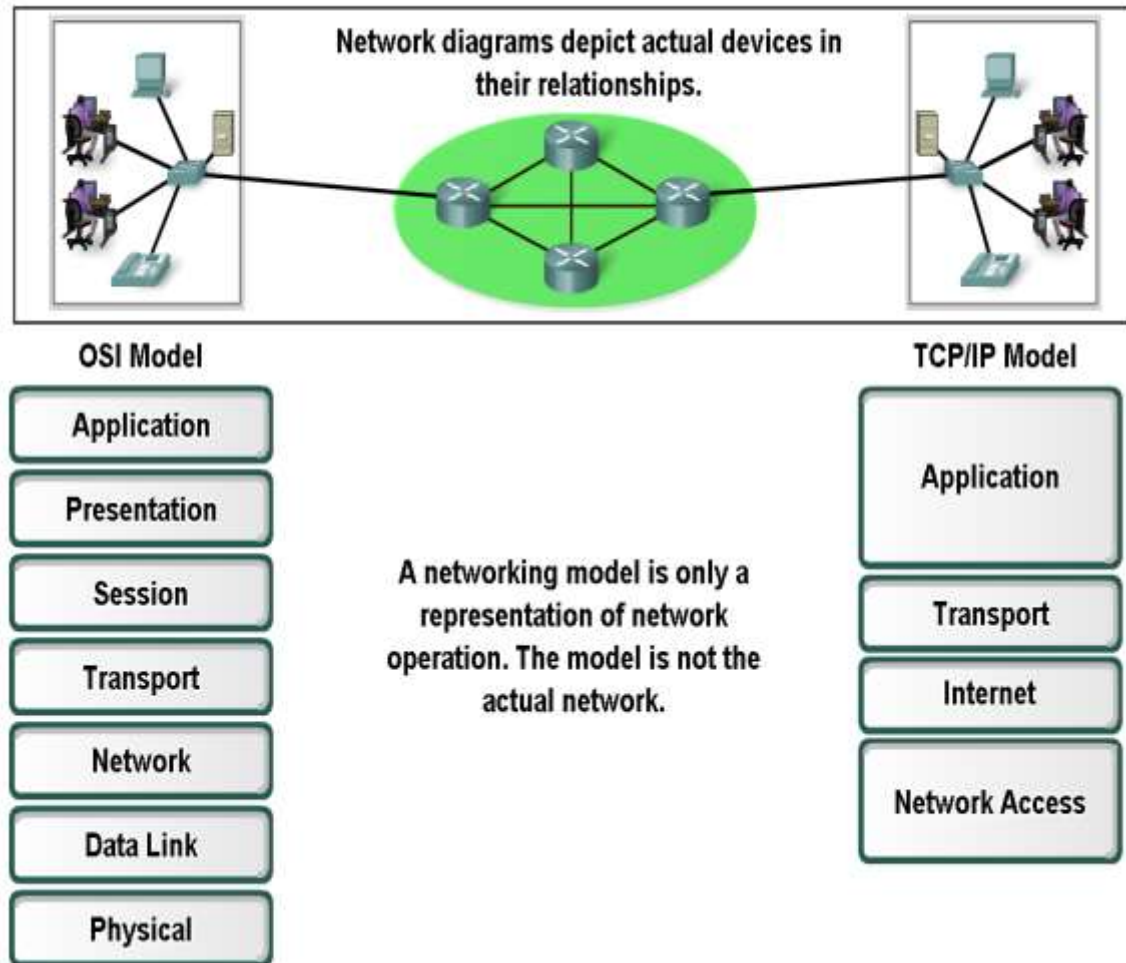 Network diagrams depict actual devices in
their relationships.
OSI Model
Application
Presentation
Session
Transport
Network
Data Link
Physical
A networking model is only a
representation of network
operation. The model is not the
actual network.
TCP/IP Model
Application
Transport
Internet
Network Access